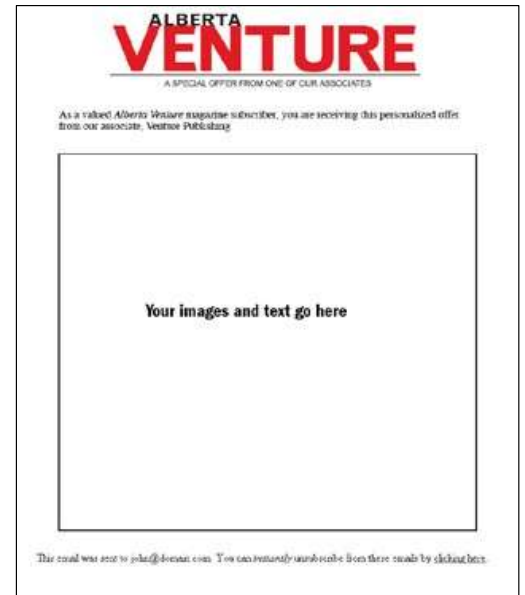 ALBERTA
VENTURE
A SPECIAL OFFER FROM ONE OF OUR ASSOCIATES
As a valued Alberta Venture magazine subscriber, you are receiving this personalized offer
from our associate, Venture Publishing
Your images and text go here
This email was sent to john@domain.com. You can instantly unsubscribe from these emails by clicking here.